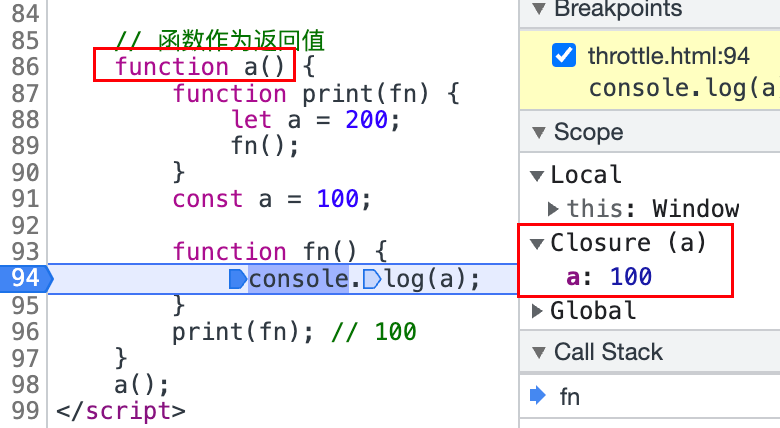 84
85 // 函数作为返回值
86 function a() {
87 function print(fn) {
88 let a = 200;
89 fn();
90 }
91 const a = 100;
92
93 function fn() {
94 console.log(a);
95 }
96 print(fn); // 100
97 }
98 a();
99 </script>
Breakpoints
throttle.html:94
console.log(a
Scope
Local
this: Window
Closure (a)
a: 100
Global
Call Stack
fn